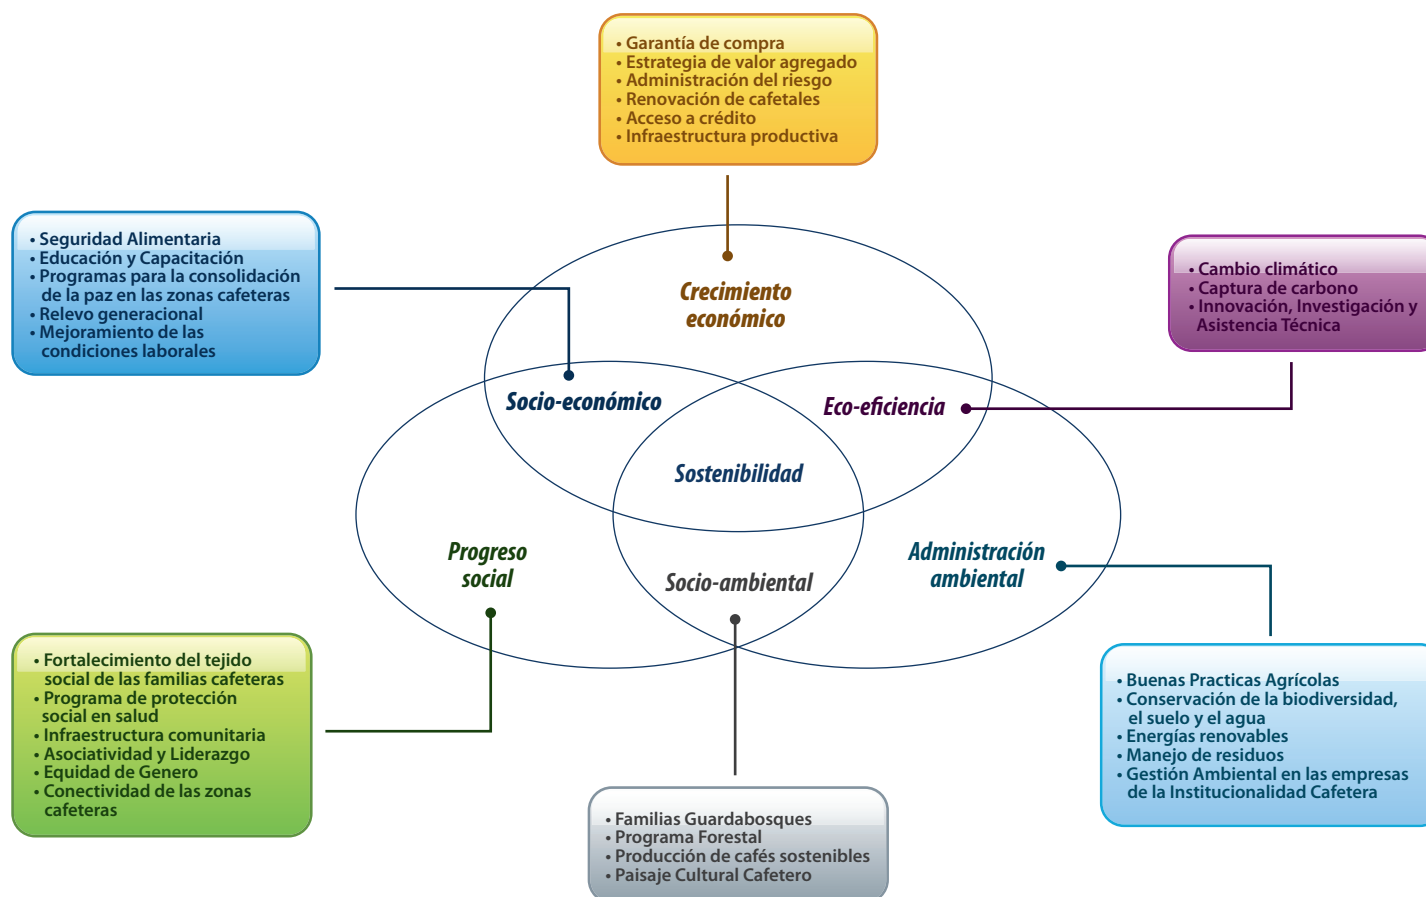 • Garantía de compra
• Estrategia de valor agregado
• Administración del riesgo
• Renovación de cafetales
• Acceso a crédito
• Infraestructura productiva
• Seguridad Alimentaria
• Educación y Capacitación
• Programas para la consolidación
de la paz en las zonas cafeteras
• Relevo generacional
• Mejoramiento de las
condiciones laborales
• Cambio climático
• Captura de carbono
• Innovación, Investigación y
Asistencia Técnica
Crecimiento
económico
Socio-económico
Eco-eficiencia
Sostenibilidad
Progreso
social
Socio-ambiental
Administración
ambiental
• Fortalecimiento del tejido
social de las familias cafeteras
• Programa de protección
social en salud
• Infraestructura comunitaria
• Asociatividad y Liderazgo
• Equidad de Genero
• Conectividad de las zonas
cafeteras
• Buenas Practicas Agrícolas
• Conservación de la biodiversidad,
el suelo y el agua
• Energías renovables
• Manejo de residuos
• Gestión Ambiental en las empresas
de la Institucionalidad Cafetera
• Familias Guardabosques
• Programa Forestal
• Producción de cafés sostenibles
• Paisaje Cultural Cafetero